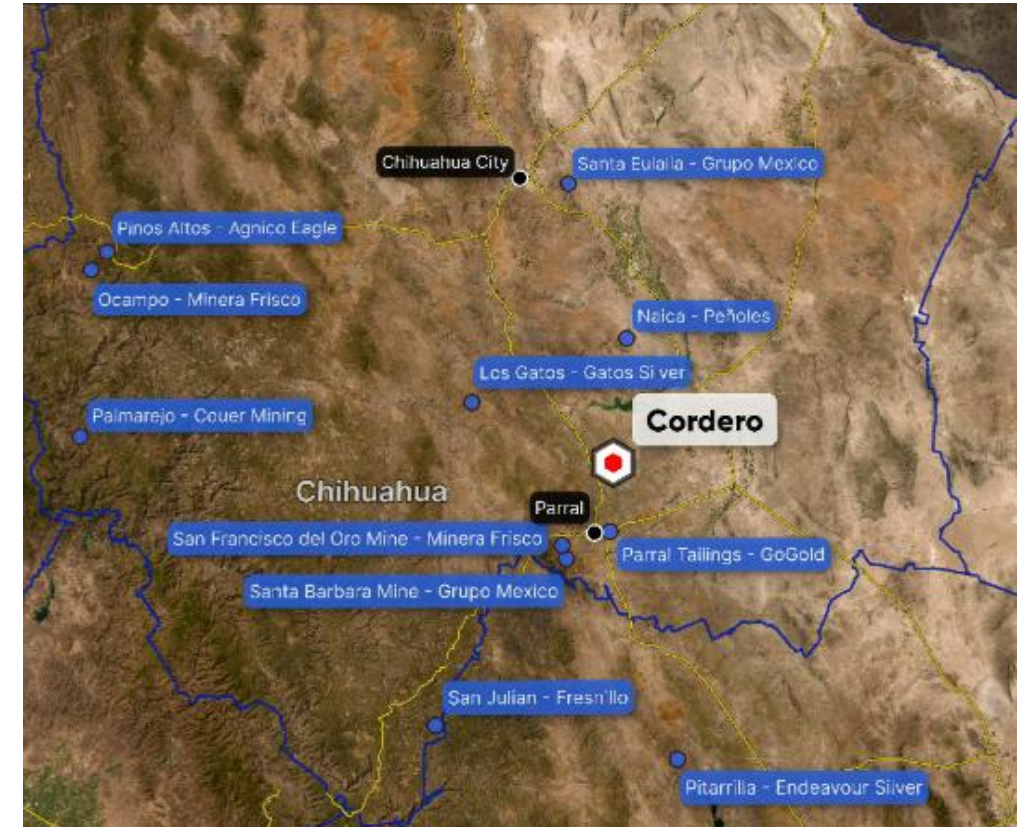 Chihuahua City
Santa Eulalia - Grupo Mexico
Pinos Altos - Agnico Eagle
Ocampo - Minera Frisco
Naica - Peñoles
Los Gatos - Gatos Silver
Palmarejo - Couer Mining
Cordero
Chihuahua
Parral
San Francisco del Oro Mine - Minera Frisco
Parral Tailings - GoGold
Santa Barbara Mine - Grupo Mexico
San Julian - Fresnillo
Pitarrilla - Endeavour Silver